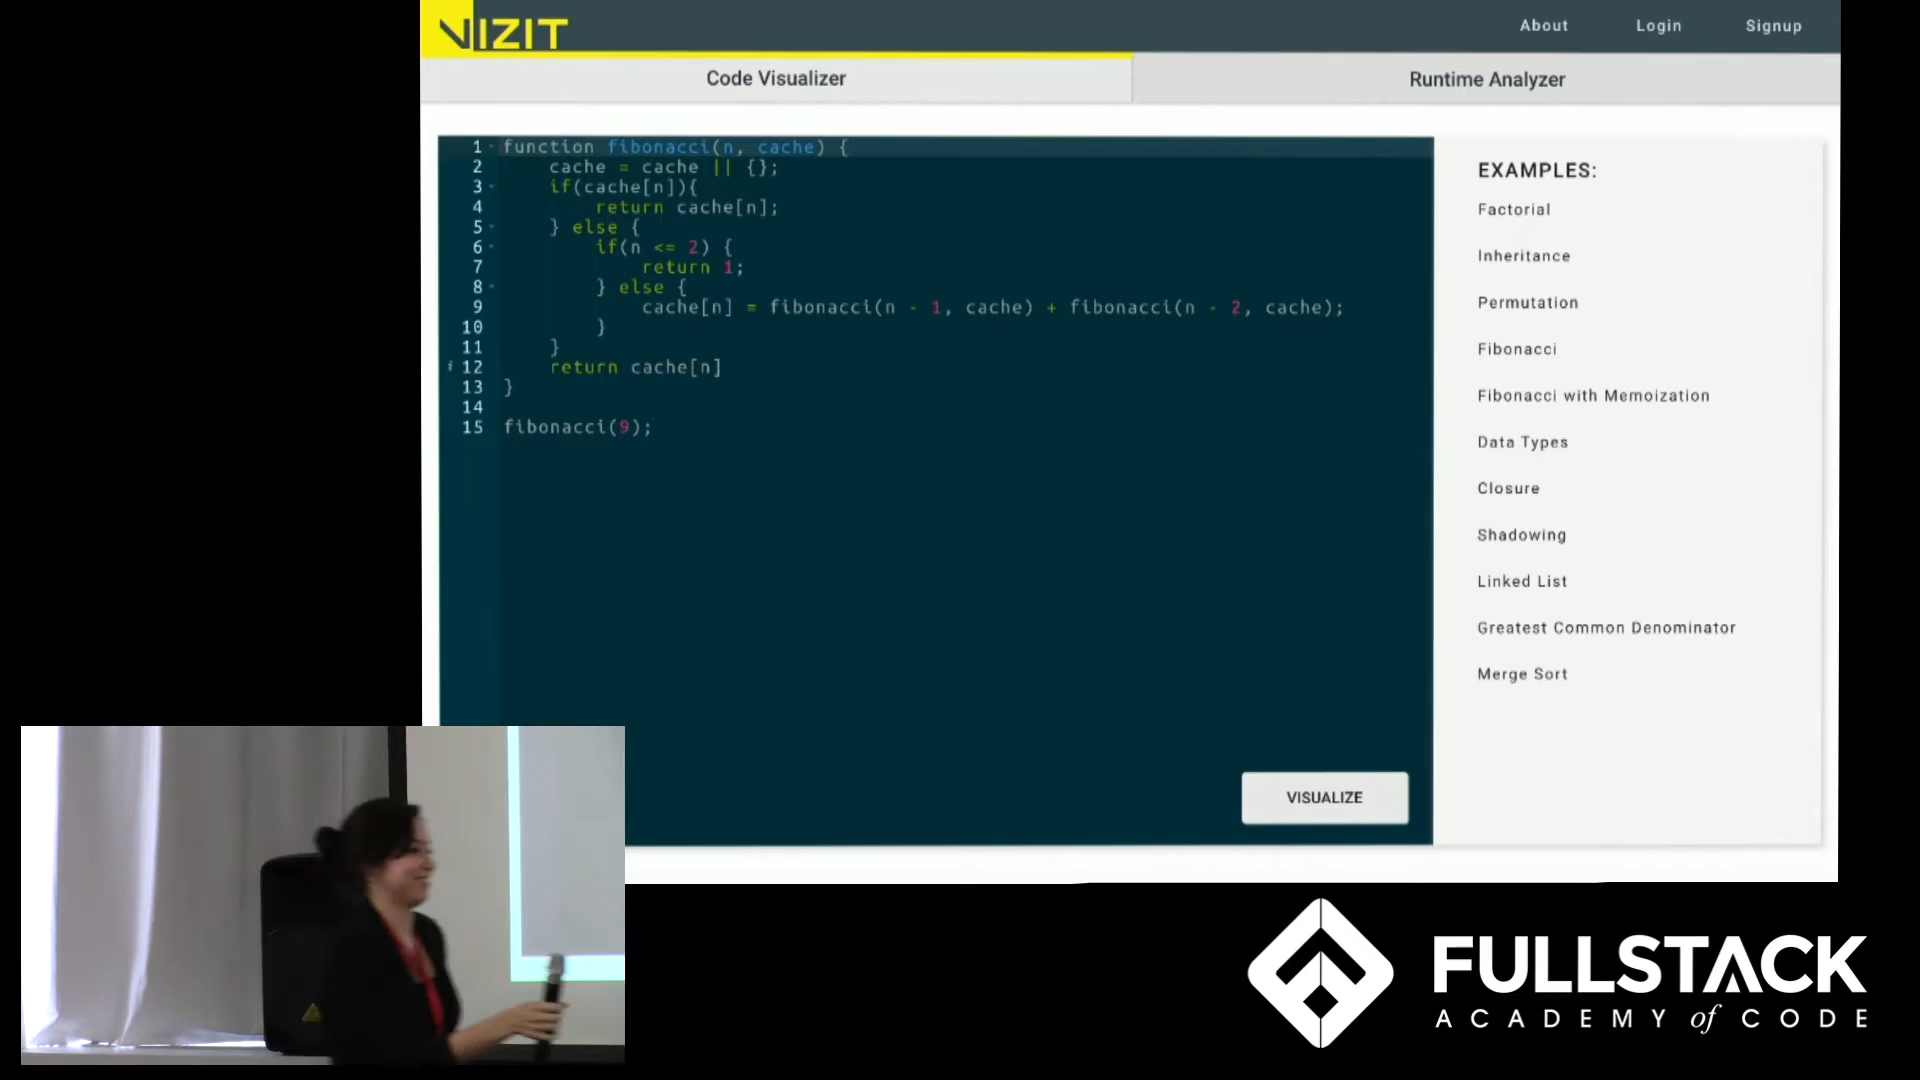 VIZIT
About Login Signup
Code Visualizer
Runtime Analyzer
1 function fibonacci(n, cache) {
2 cache = cache || {};
3 if(cache[n]){
4 return cache[n];
5 } else {
6 if(n <= 2) {
7 return 1;
8 } else {
9 cache[n] = fibonacci(n - 1, cache) + fibonacci(n - 2, cache);
10 }
11 }
i 12 return cache[n]
13 }
14
15 fibonacci(9);
VISUALIZE
EXAMPLES:
Factorial
Inheritance
Permutation
Fibonacci
Fibonacci with Memoization
Data Types
Closure
Shadowing
Linked List
Greatest Common Denominator
Merge Sort
FULLSTACK
ACADEMY of CODE